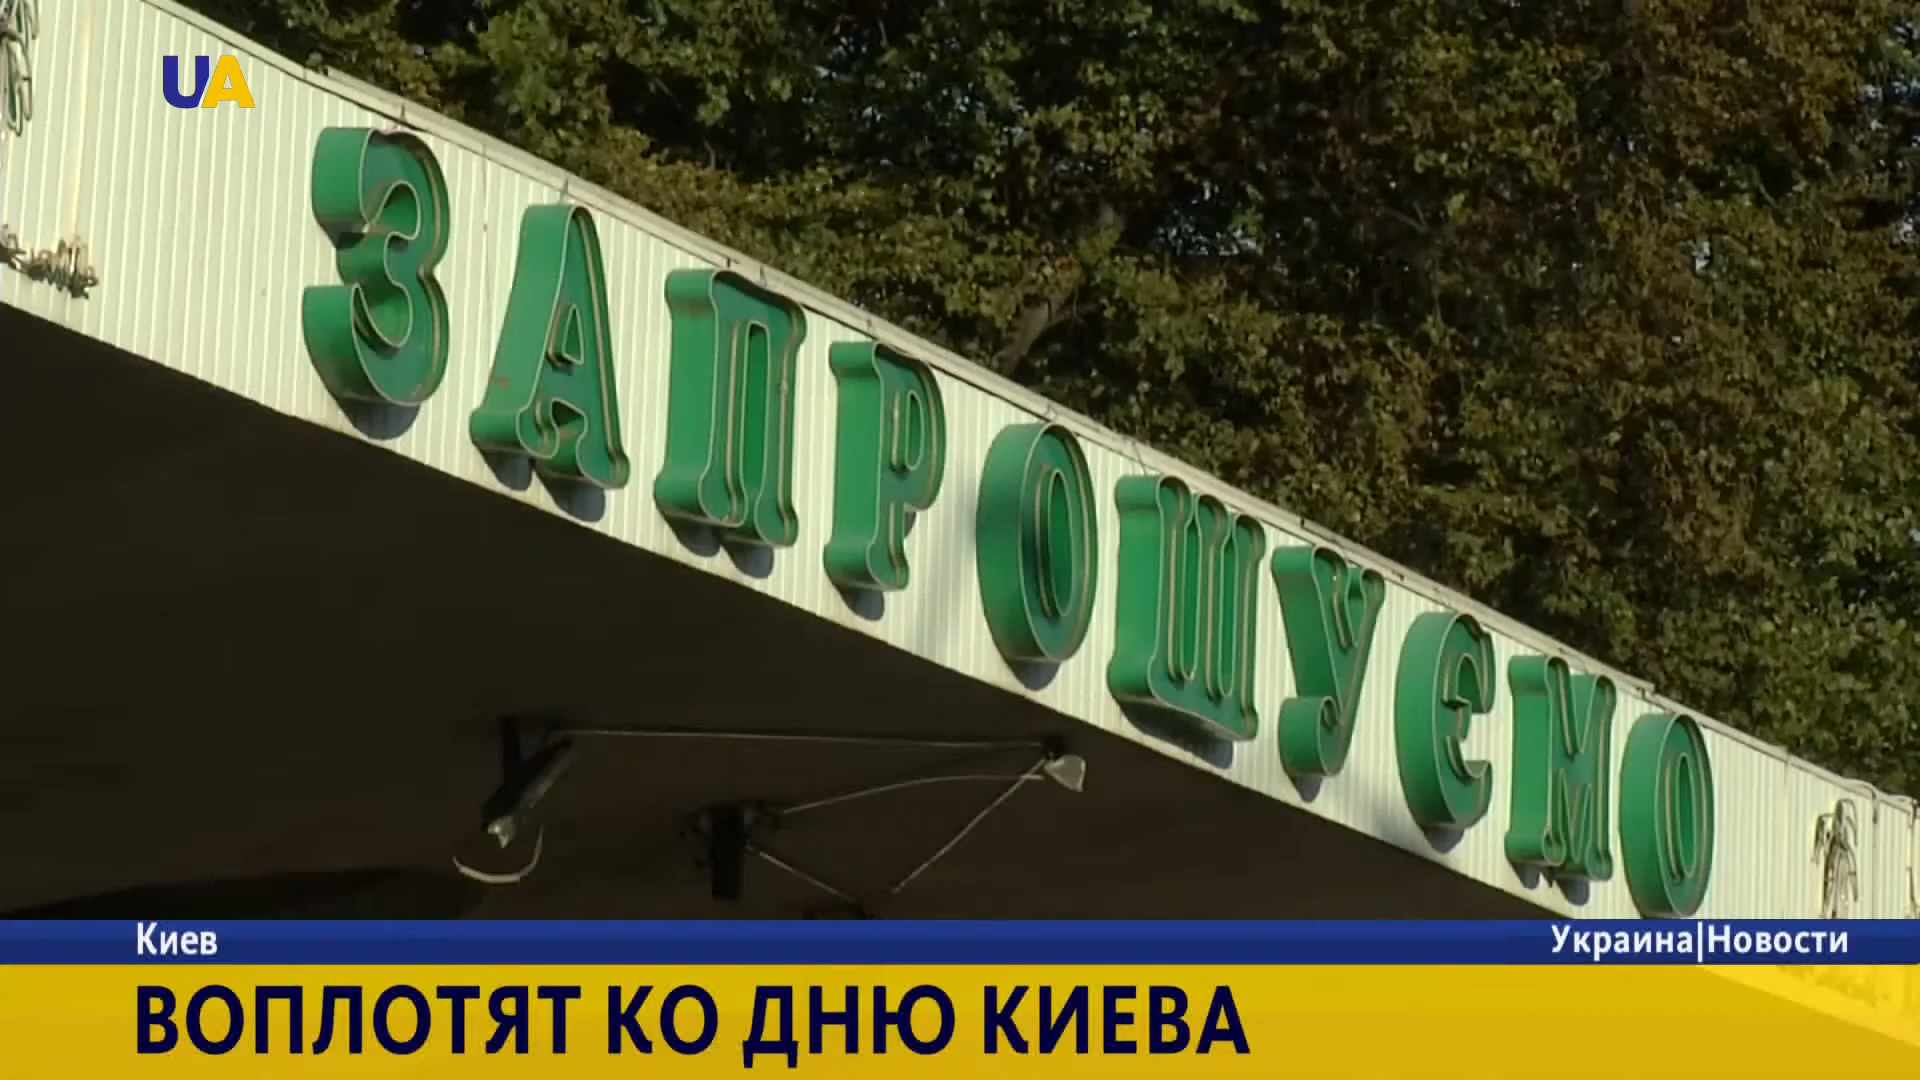 UA
ЗАПРОШУЄМО
Киев
Украина|Новости
ВОПЛОТЯТ КО ДНЮ КИЕВА